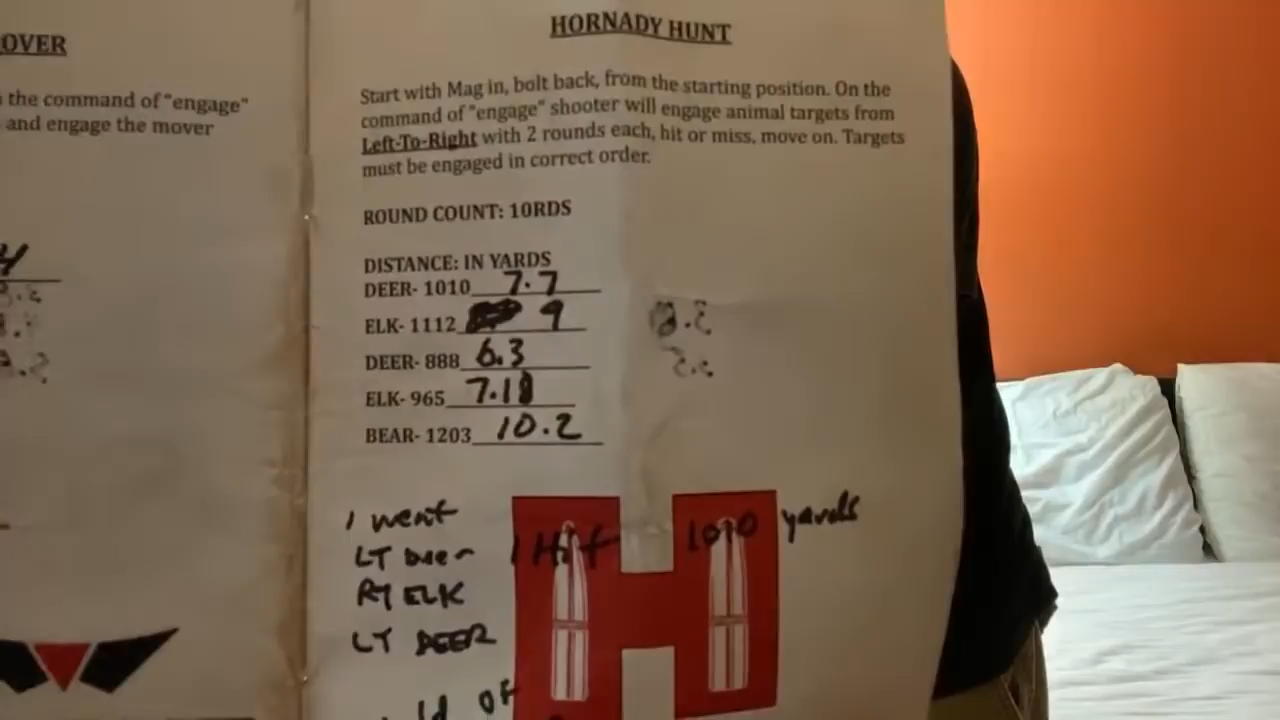 OVER
the command of "engage"
and engage the mover
4
HORNADY HUNT
Start with Mag in, bolt back, from the starting position. On the
command of "engage" shooter will engage animal targets from
Left-To-Right with 2 rounds each, hit or miss, move on. Targets
must be engaged in correct order.
ROUND COUNT: 10RDS
DISTANCE: IN YARDS
DEER- 1010 7.7
ELK- 1112 9
DEER- 888 6.3
ELK- 965
BEAR- 1203 10.2
I went
LT Deer 1 Hit 1010 yards
RT ELK
LT DEER
of
H